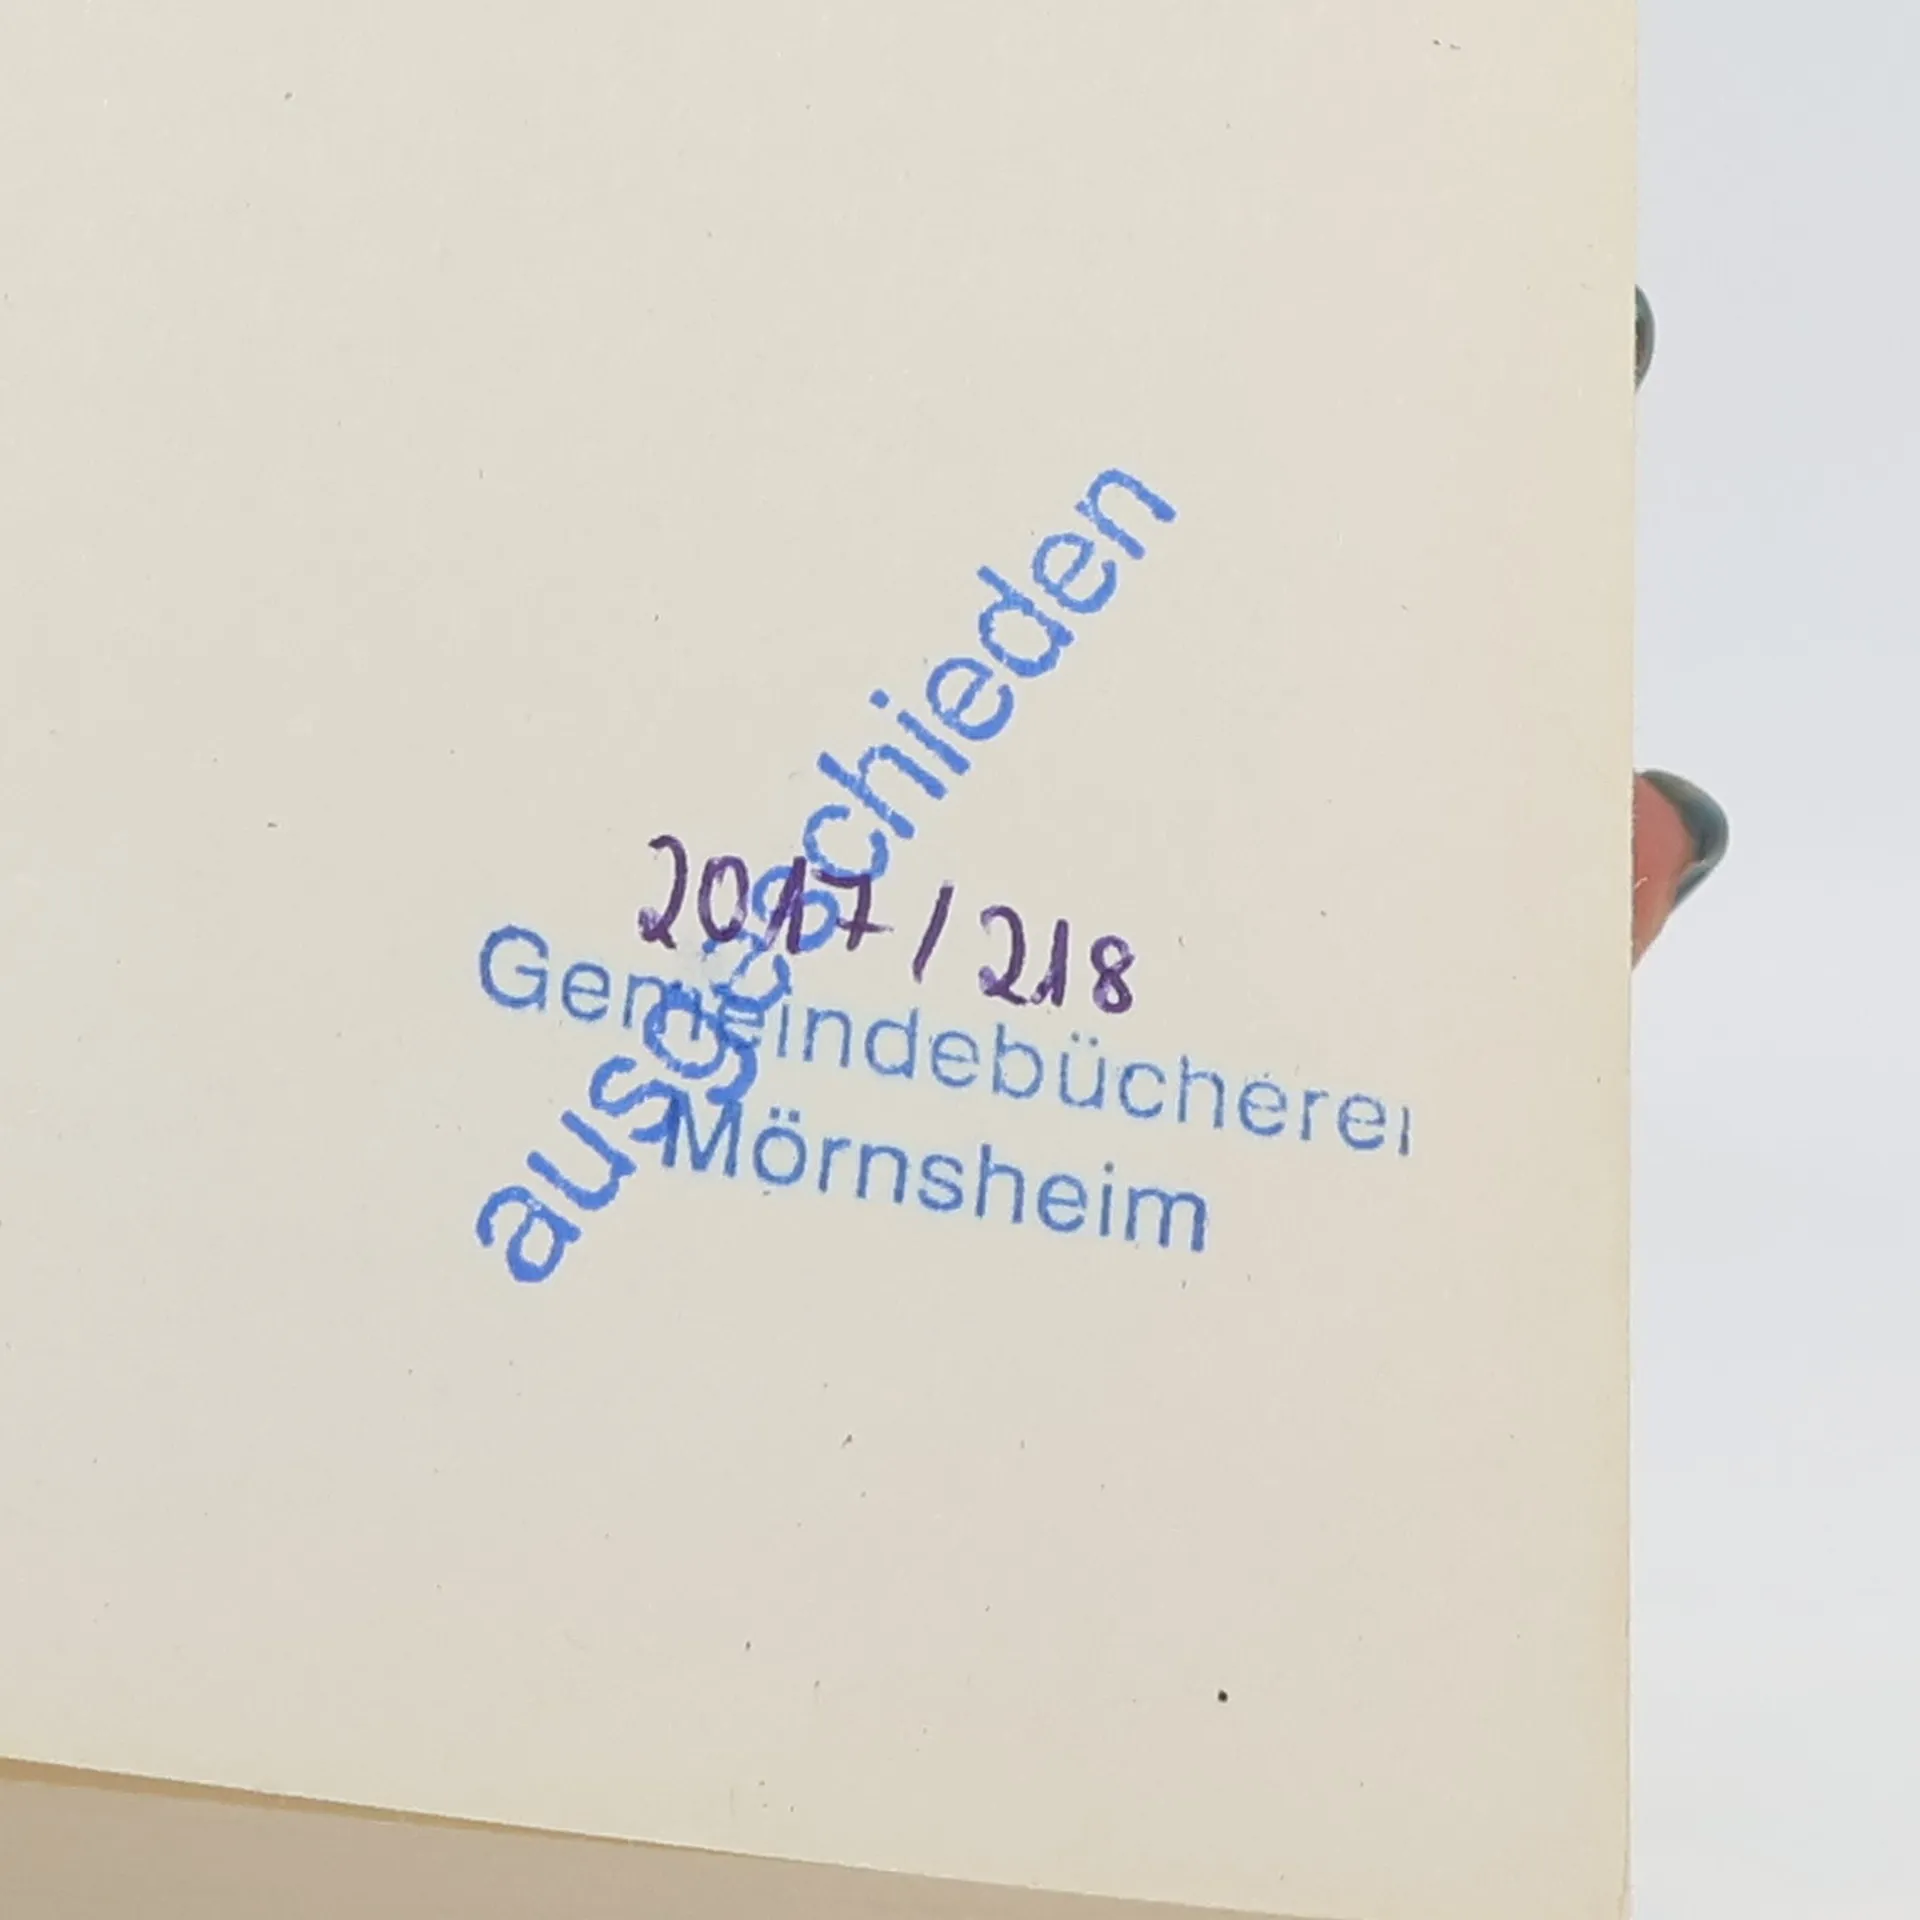 ausgeschieden
2017/218
Gemeindebücherei
Mörnsheim